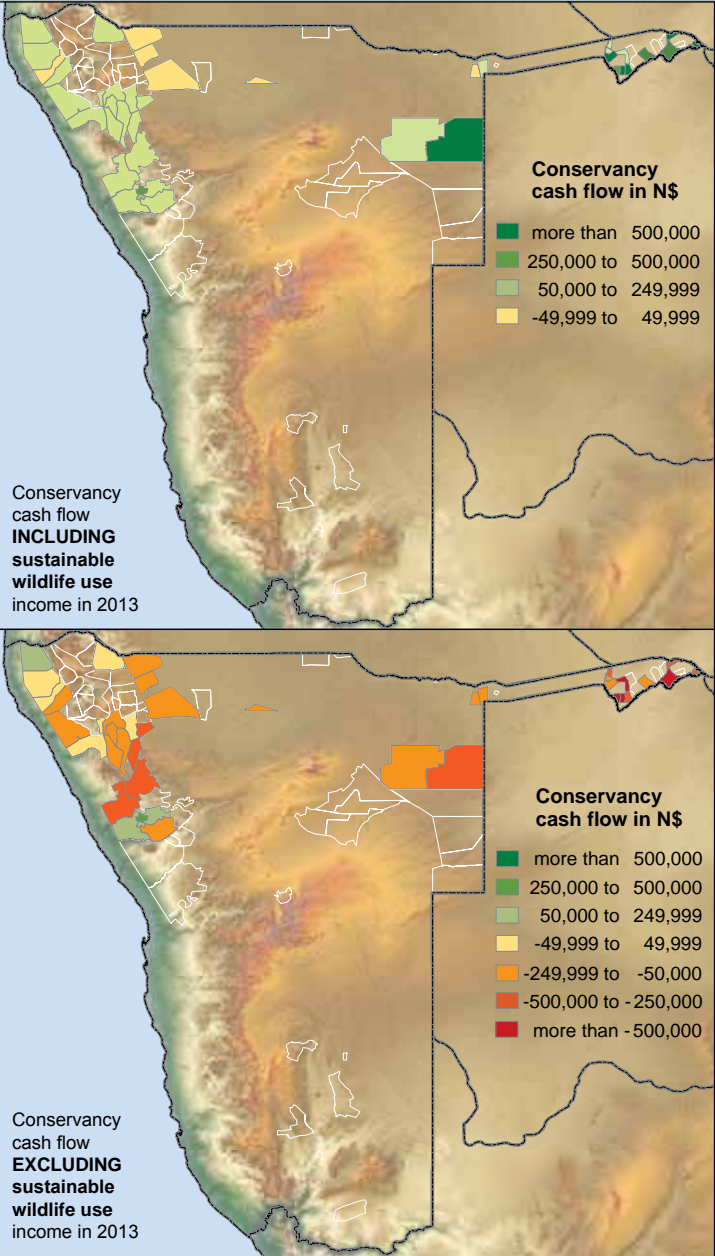 Conservancy
cash flow in N$
more than 500,000
250,000 to 500,000
50,000 to 249,999
-49,999 to 49,999
Conservancy
cash flow
INCLUDING
sustainable
wildlife use
income in 2013
Conservancy
cash flow in N$
more than 500,000
250,000 to 500,000
50,000 to 249,999
-49,999 to 49,999
-249,999 to -50,000
-500,000 to -250,000
more than -500,000
Conservancy
cash flow
EXCLUDING
sustainable
wildlife use
income in 2013